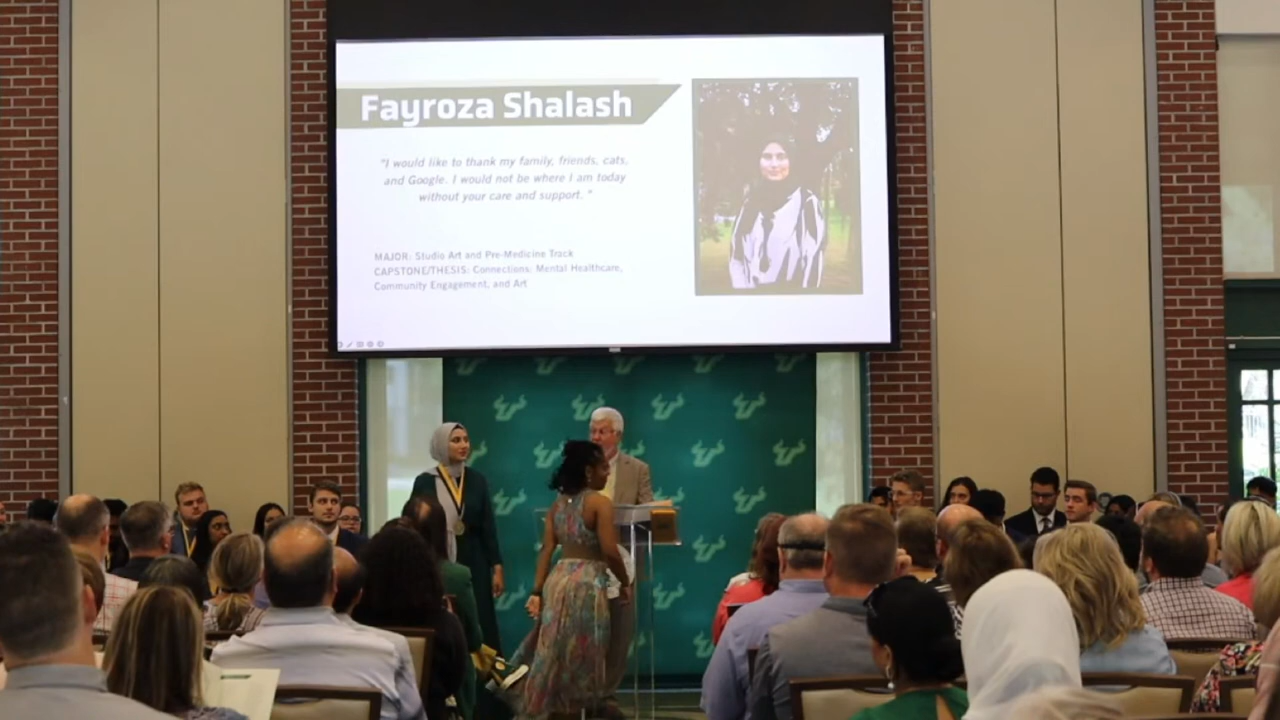 Fayroza Shalash
"I would like to thank my family, friends, cats,
and Google. I would not be where I am today
without your care and support. "
MAJOR: Studio Art and Pre-Medicine Track
CAPSTONE/THESIS: Connections: Mental Healthcare,
Community Engagement, and Art